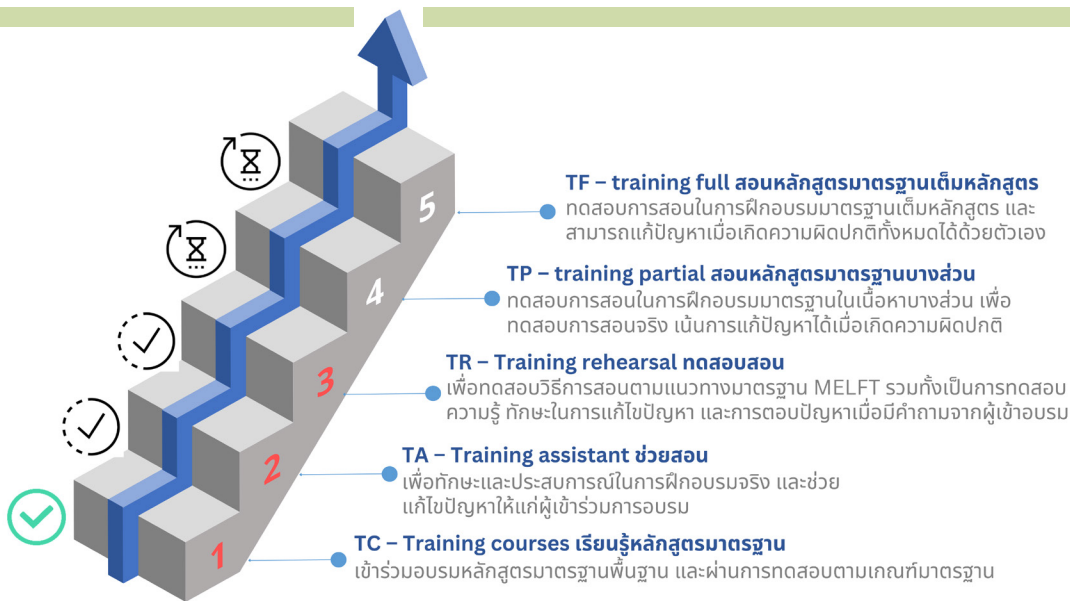 5
TF – training full สอนหลักสูตรมาตรฐานเต็มหลักสูตร
ทดสอบการสอนในการฝึกอบรมมาตรฐานเต็มหลักสูตร และ
สามารถแก้ปัญหาเมื่อเกิดความผิดปกติทั้งหมดได้ด้วยตัวเอง
4
TP – training partial สอนหลักสูตรมาตรฐานบางส่วน
ทดสอบการสอนในการฝึกอบรมมาตรฐานในเนื้อหาบางส่วน เพื่อ
ทดสอบการสอนจริง เน้นการแก้ปัญหาได้เมื่อเกิดความผิดปกติ
3
TR – Training rehearsal ทดสอบสอน
เพื่อทดสอบวิธีการสอนตามแนวทางมาตรฐาน MELFT รวมทั้งเป็นการทดสอบ
ความรู้ ทักษะในการแก้ไขปัญหา และการตอบปัญหาเมื่อมีคำถามจากผู้เข้าอบรม
2
TA – Training assistant ช่วยสอน
เพื่อทักษะและประสบการณ์ในการฝึกอบรมจริง และช่วย
แก้ไขปัญหาให้แก่ผู้เข้าร่วมการอบรม
1
TC – Training courses เรียนรู้หลักสูตรมาตรฐาน
เข้าร่วมอบรมหลักสูตรมาตรฐานพื้นฐาน และผ่านการทดสอบตามเกณฑ์มาตรฐาน